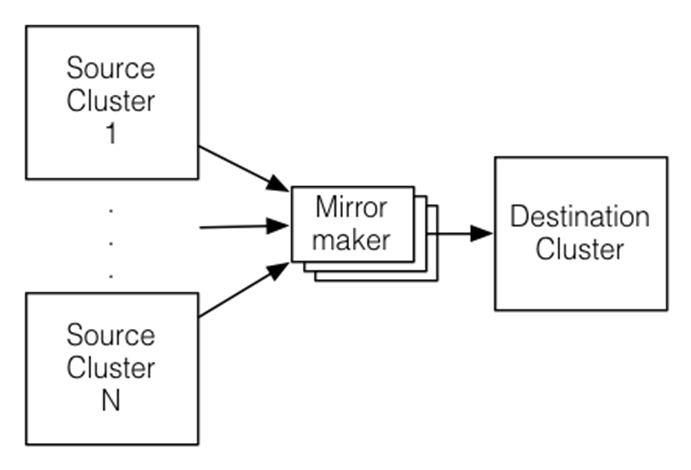 Source
Cluster
1
Mirror
maker
Destination
Cluster
Source
Cluster
N